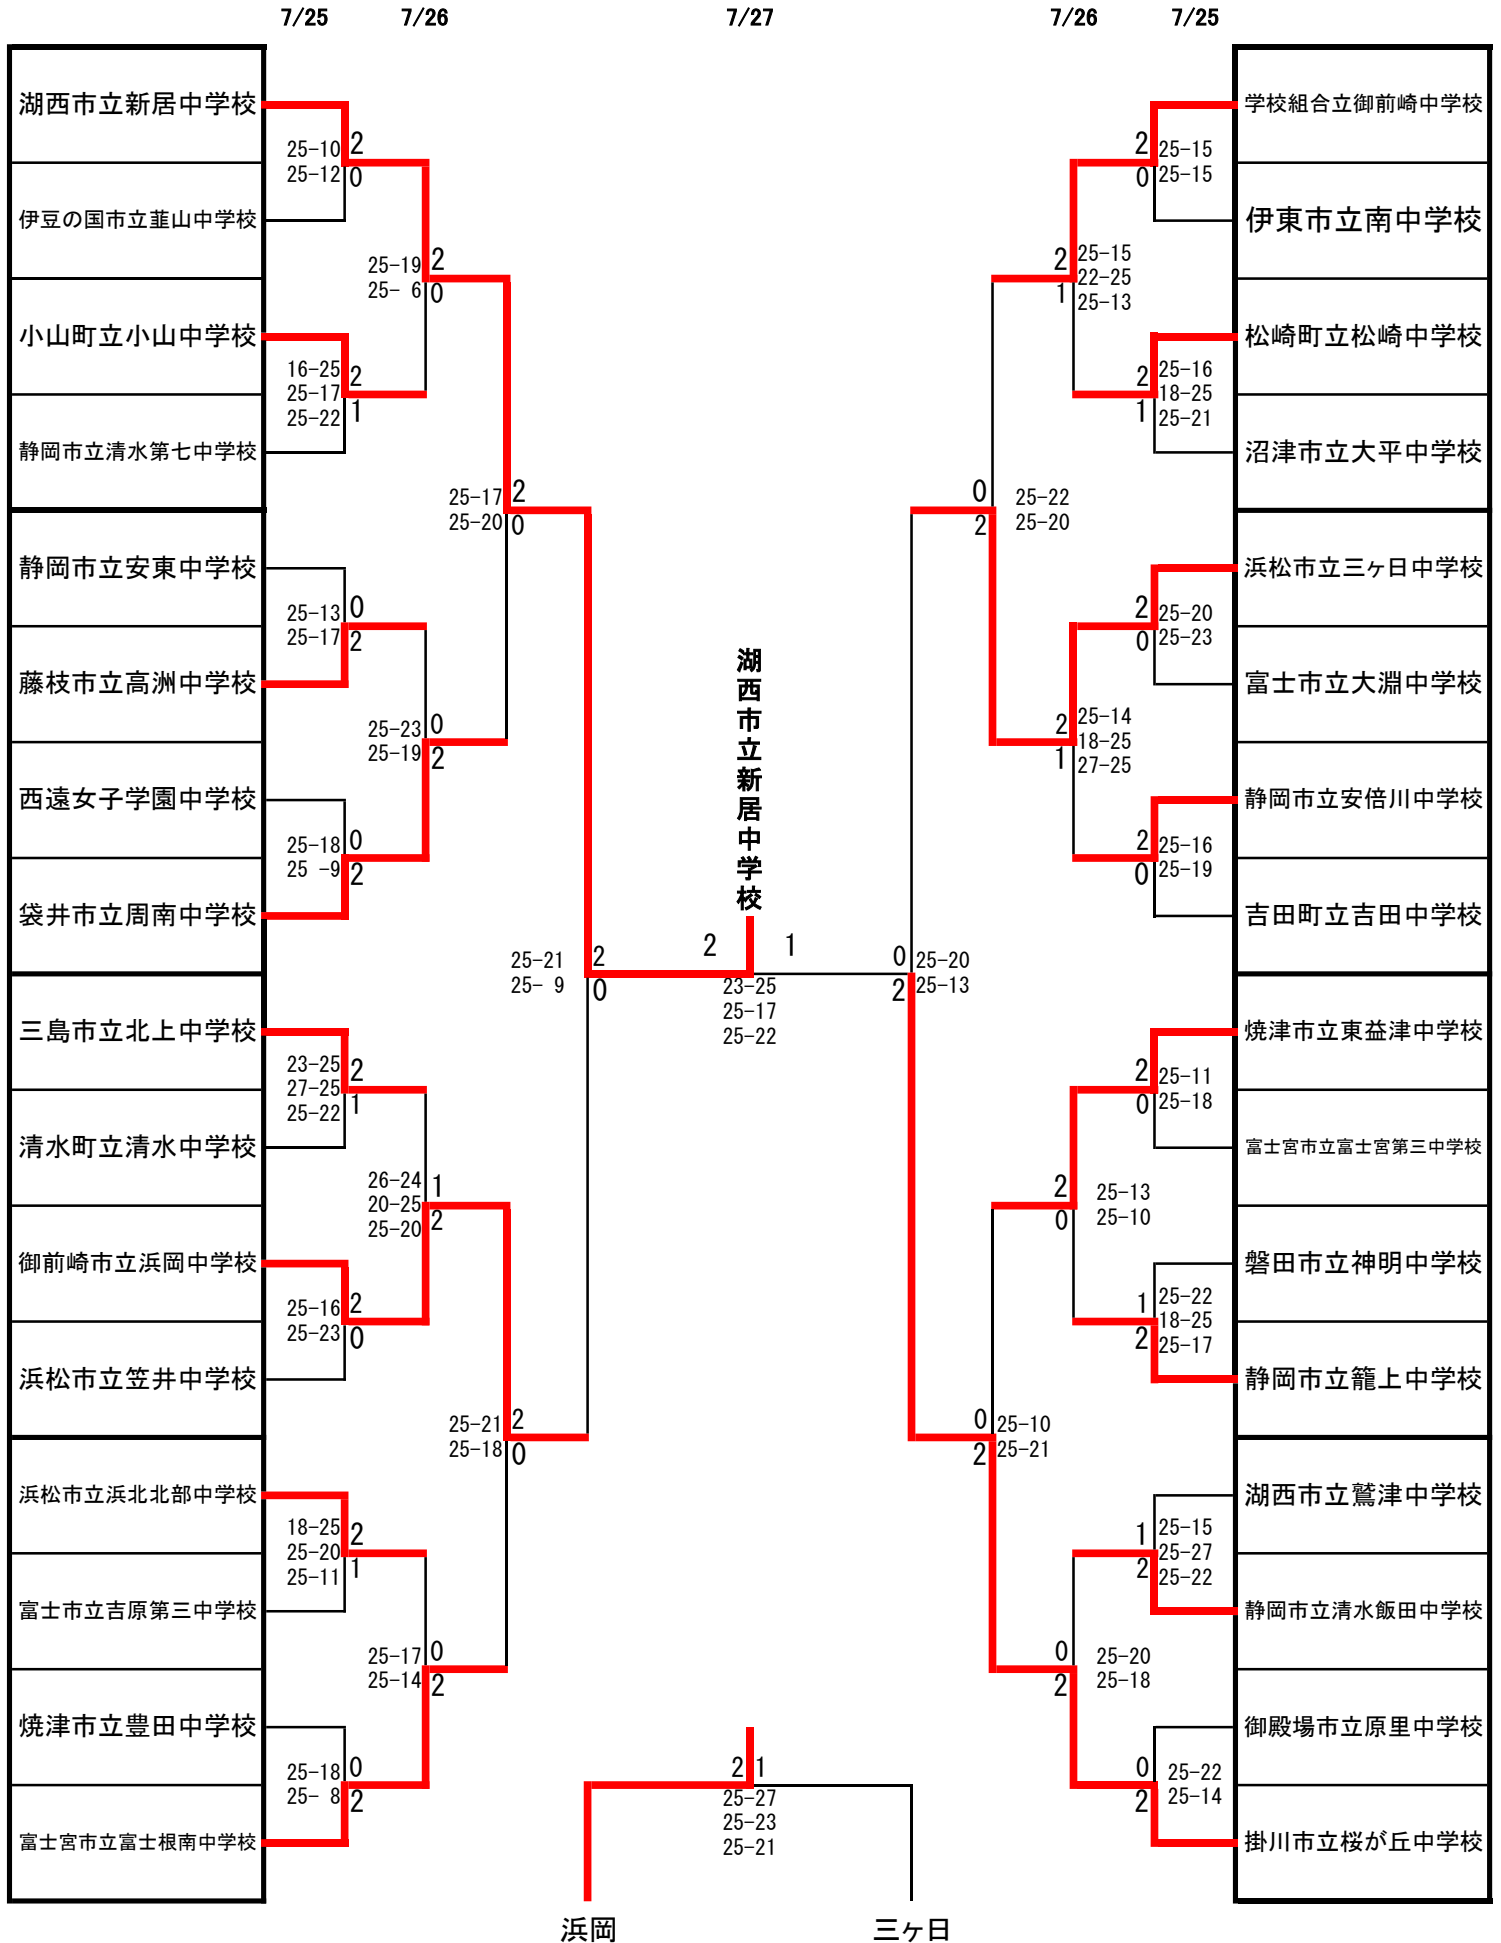 7/25 7/26 7/27 7/26 7/25
湖西市立新居中学校
25-10 2
25-12 0
伊豆の国市立韮山中学校
25-19 2
25- 6 0
小山町立小山中学校
16-25 2
25-17
25-22 1
静岡市立清水第七中学校
25-17 2
25-20 0
静岡市立安東中学校
25-13 0
25-17 2
藤枝市立高洲中学校
25-23 0
25-19 2
西遠女子学園中学校
25-18 0
25 -9 2
袋井市立周南中学校
25-21 2
25- 9 0
三島市立北上中学校
23-25 2
27-25
25-22 1
清水町立清水中学校
26-24 1
20-25
25-20 2
御前崎市立浜岡中学校
25-16 2
25-23 0
浜松市立笠井中学校
25-21 2
25-18 0
浜松市立浜北北部中学校
18-25 2
25-20
25-11 1
富士市立吉原第三中学校
25-17 0
25-14 2
焼津市立豊田中学校
25-18 0
25- 8 2
富士宮市立富士根南中学校
湖西市立新居中学校
2 1
23-25
25-17
25-22
2 1
25-27
25-23
25-21
浜岡 三ヶ日
学校組合立御前崎中学校
2 25-15
0 25-15
伊東市立南中学校
2 25-15
22-25
1 25-13
松崎町立松崎中学校
2 25-16
18-25
1 25-21
沼津市立大平中学校
0 25-22
2 25-20
浜松市立三ヶ日中学校
2 25-20
0 25-23
富士市立大淵中学校
2 25-14
18-25
1 27-25
静岡市立安倍川中学校
2 25-16
0 25-19
吉田町立吉田中学校
0 25-20
2 25-13
焼津市立東益津中学校
2 25-11
0 25-18
富士宮市立富士宮第三中学校
2 25-13
0 25-10
磐田市立神明中学校
1 25-22
18-25
2 25-17
静岡市立籠上中学校
0 25-10
2 25-21
湖西市立鷲津中学校
1 25-15
25-27
2 25-22
静岡市立清水飯田中学校
0 25-20
2 25-18
御殿場市立原里中学校
0 25-22
2 25-14
掛川市立桜が丘中学校